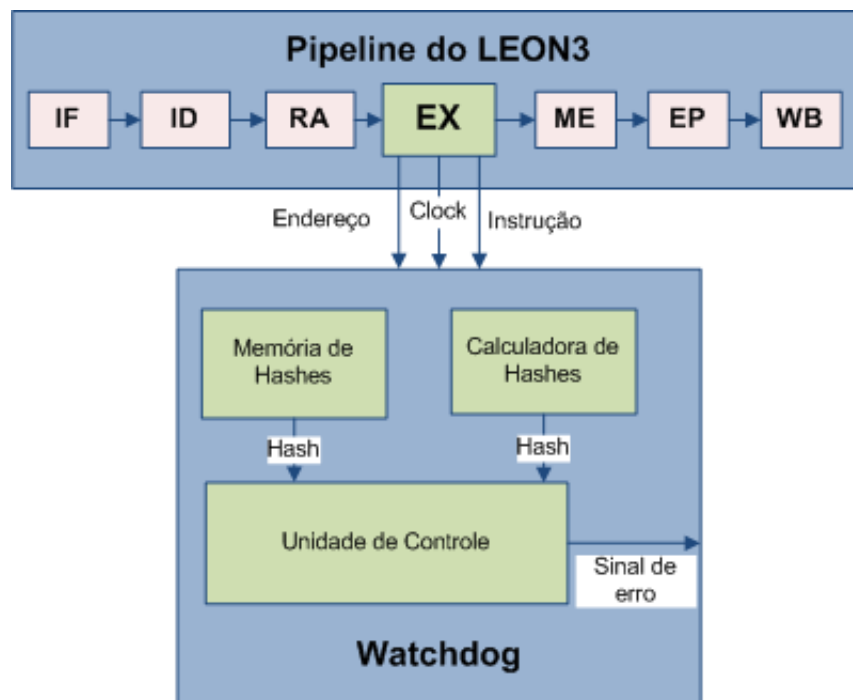 Pipeline do LEON3
IF
ID
RA
EX
ME
EP
WB
Endereço
Clock
Instrução
Memória de
Hashes
Calculadora de
Hashes
Hash
Hash
Unidade de Controle
Sinal de
erro
Watchdog